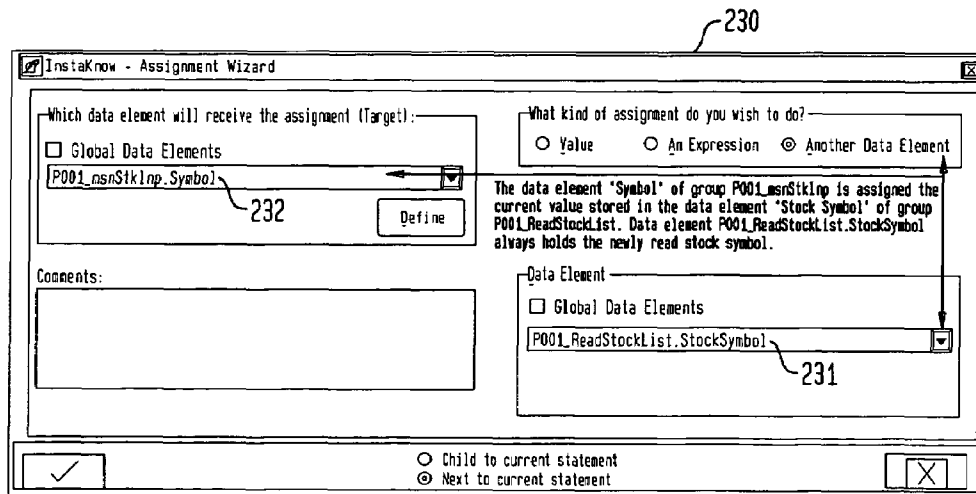 230
InstaKnow - Assignment Wizard
Which data element will receive the assignment (Target):
Global Data Elements
P001_msnStkInp.Symbol
232
Define
What kind of assignment do you wish to do?
Value
An Expression
Another Data Element
The data element "Symbol" of group P001_msnStkInp is assigned the
current value stored in the data element "Stock Symbol" of group
P001_ReadStockList. Data element P001_ReadStockList.StockSymbol
always holds the newly read stock symbol.
Comments:
Data Element
Global Data Elements
P001_ReadStockList.StockSymbol
231
Child to current statement
Next to current statement